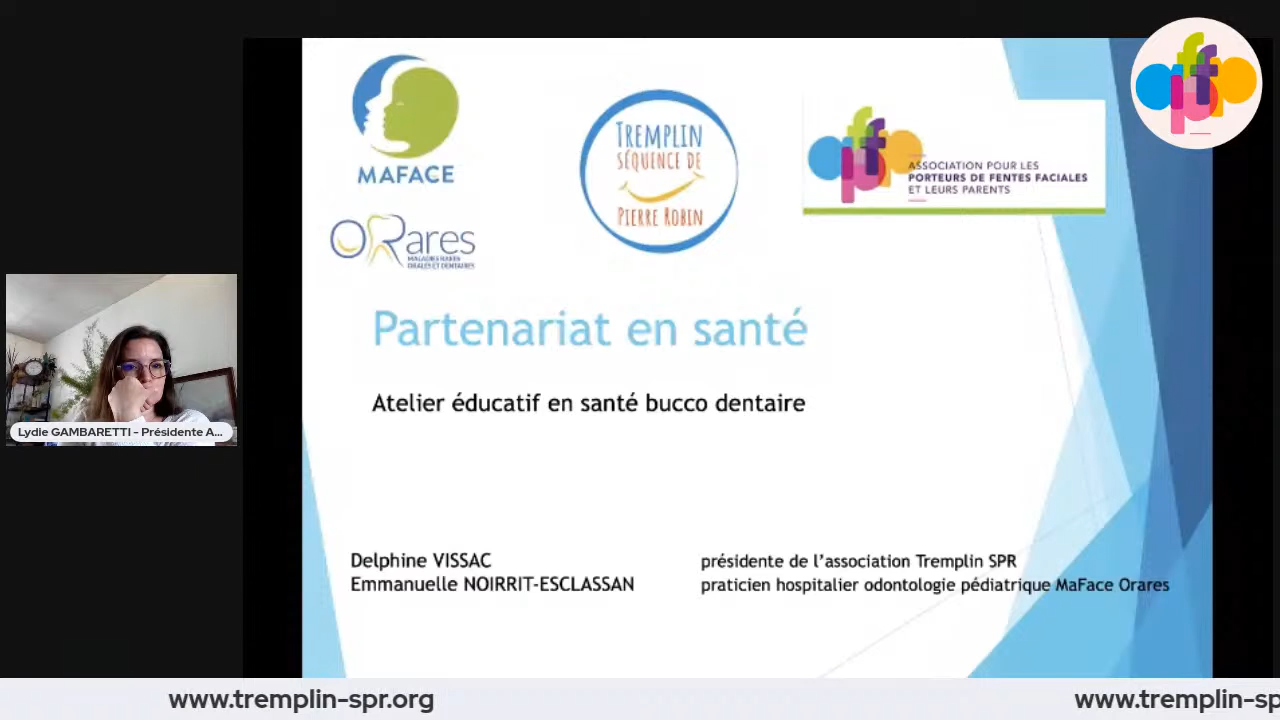 MAFACE
ORares
MALADIES RARES
ORALES ET DENTAIRES
TREMPLIN
SÉQUENCE DE
PIERRE ROBIN
ASSOCIATION POUR LES
PORTEURS DE FENTES FACIALES
ET LEURS PARENTS
Partenariat en santé
Atelier éducatif en santé bucco dentaire
Lydie GAMBARETTI - Présidente A...
Delphine VISSAC présidente de l’association Tremplin SPR
Emmanuelle NOIRRIT-ESCLASSAN praticien hospitalier odontologie pédiatrique MaFace Orares
www.tremplin-spr.org
www.tremplin-sp